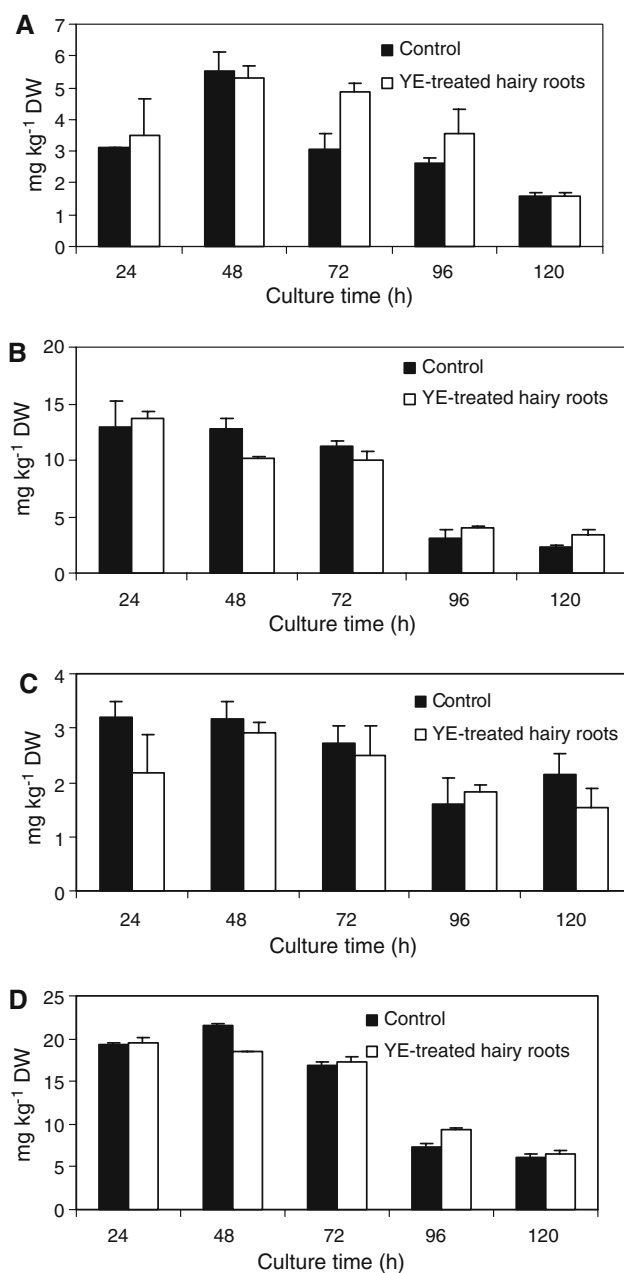 A
mg kg⁻¹ DW
7
6
5
4
3
2
1
0
Control
YE-treated hairy roots
24 48 72 96 120
Culture time (h)
B
mg kg⁻¹ DW
20
15
10
5
0
Control
YE-treated hairy roots
24 48 72 96 120
Culture time (h)
C
mg kg⁻¹ DW
4
3
2
1
0
Control
YE-treated hairy roots
24 48 72 96 120
Culture time (h)
D
mg kg⁻¹ DW
25
20
15
10
5
0
Control
YE-treated hairy roots
24 48 72 96 120
Culture time (h)